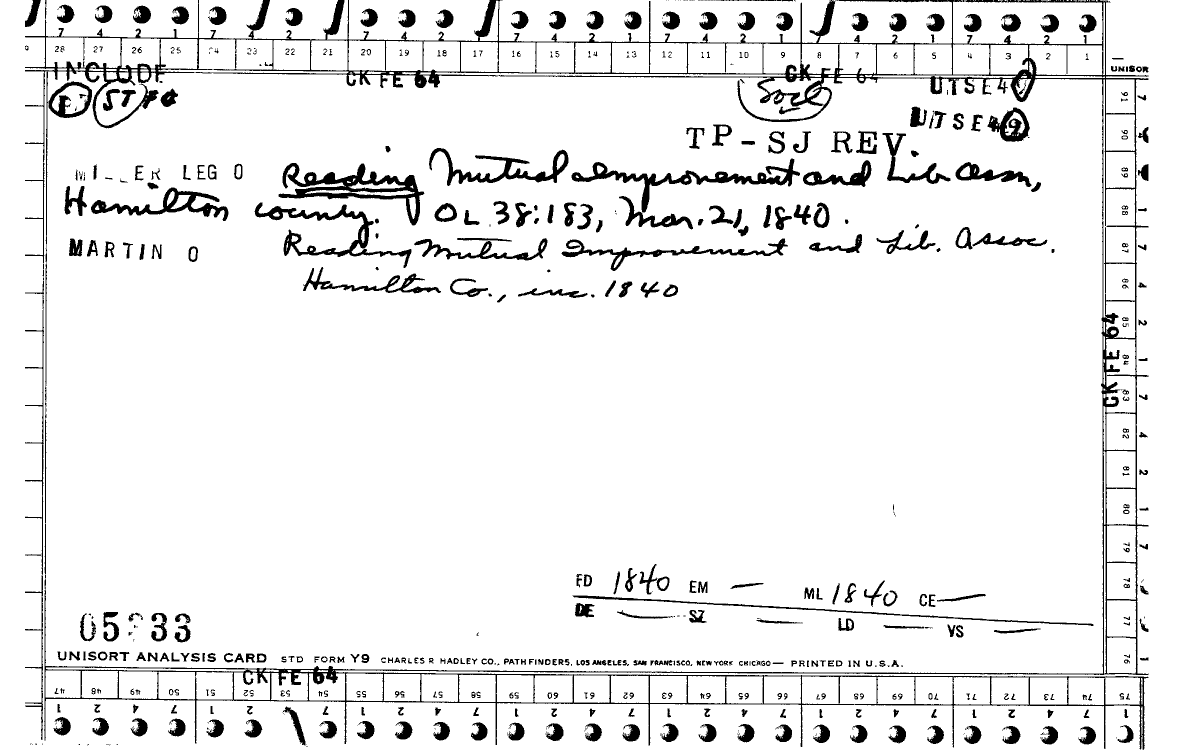 7 4 2 1 7 4 2 1 7 4 2 1 7 4 2 1 7 4 2 1 7 4 2 1 7 4 2 1
28 27 26 25 24 23 22 21 20 19 18 17 16 15 14 13 12 11 10 9 8 7 6 5 4 3 2 1
UNISOR
INCLUDE CK FE 64 CK FE 64 UTSE4
ST UTSE49
TP-SJ REV.
MILLER LEG O Reading Mutual Improvement and Lib Assn,
Hamilton county. OL 38:183, Mar. 21, 1840.
MARTIN O Reading Mutual Improvement and Lib. Assoc.
Hamilton Co., inc. 1840
91 90 89 88 87 86 85 84 83 82 81 80 79 78 77 76
CK FE 64
FD 1840 EM — ML 1840 CE —
DE — SZ — LD — VS —
UNISORT ANALYSIS CARD STD FORM Y9 CHARLES R HADLEY CO., PATHFINDERS, LOS ANGELES, SAN FRANCISCO, NEW YORK CHICAGO — PRINTED IN U.S.A.
CK FE 64
47 48 49 50 51 52 53 54 55 56 57 58 59 60 61 62 63 64 65 66 67 68 69 70 71 72 73 74 75
1 2 4 7 1 2 7 1 2 4 7 1 2 4 7 1 2 4 7 1 2 4 7 1 2 4 7 1